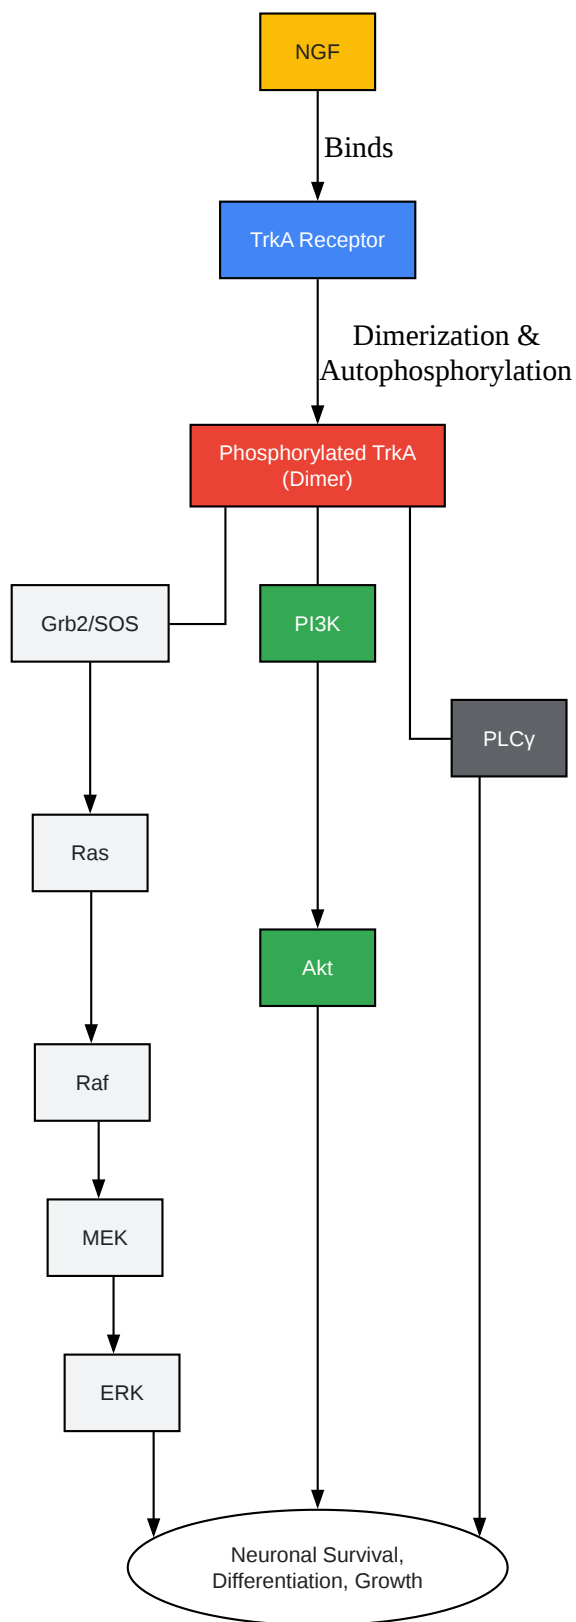 NGF
Binds
TrkA Receptor
Dimerization &
Autophosphorylation
Phosphorylated TrkA
(Dimer)
Grb2/SOS
PI3K
PLCγ
Ras
Akt
Raf
MEK
ERK
Neuronal Survival,
Differentiation, Growth